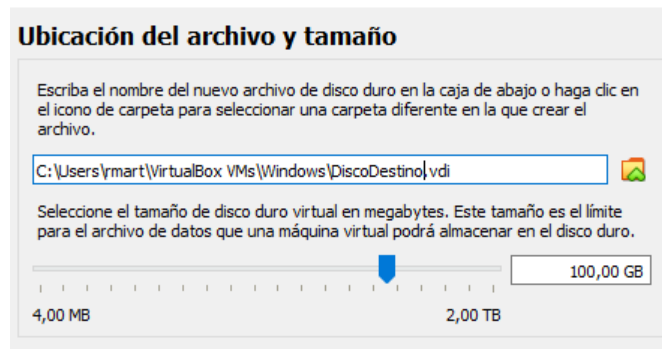 Ubicación del archivo y tamaño
Escriba el nombre del nuevo archivo de disco duro en la caja de abajo o haga clic en
el icono de carpeta para seleccionar una carpeta diferente en la que crear el
archivo.
C:\Users\rmart\VirtualBox VMs\Windows\DiscoDestino.vdi
Seleccione el tamaño de disco duro virtual en megabytes. Este tamaño es el límite
para el archivo de datos que una máquina virtual podrá almacenar en el disco duro.
100,00 GB
4,00 MB
2,00 TB